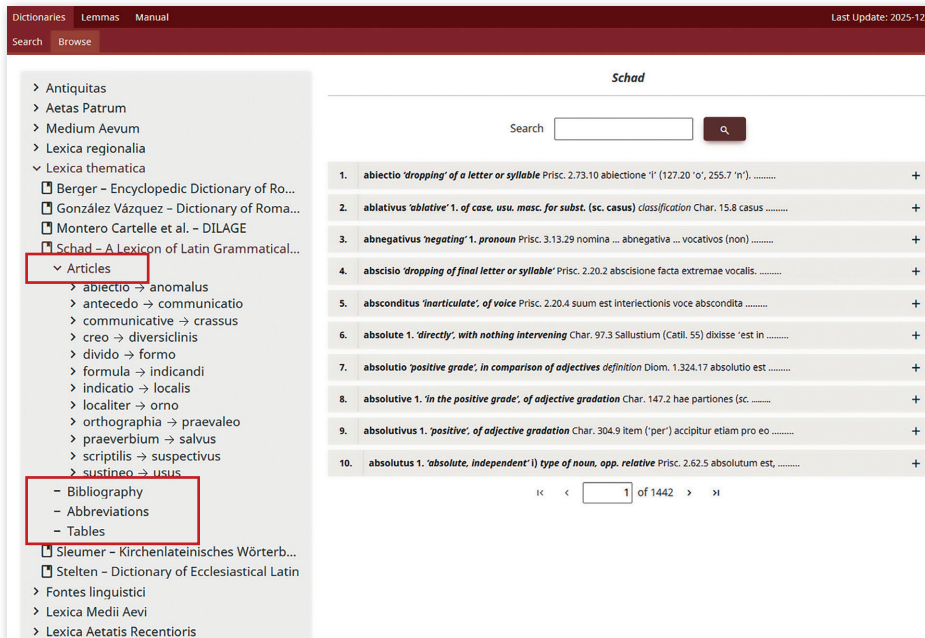 Dictionaries Lemmas Manual Last Update: 2025-12
Search Browse
Antiquitas
Aetas Patrum
Medium Aevum
Lexica regionalia
Lexica thematica
Berger – Encyclopedic Dictionary of Ro...
González Vázquez – Dictionary of Roma...
Montero Cartelle et al. – DILAGE
Schad – A Lexicon of Latin Grammatical...
Articles
abiectio → anomalus
antecedo → communicatio
communicative → crassus
creo → diversiclinis
divido → formo
formula → indicandi
indicatio → localis
localiter → orno
orthographia → praevaleo
praeverbium → salvus
scriptilis → suspectivus
sustineo → usus
– Bibliography
– Abbreviations
– Tables
Sleumer – Kirchenlateinisches Wörterb...
Stelten – Dictionary of Ecclesiastical Latin
Fontes linguistici
Lexica Medii Aevi
Lexica Aetatis Recentioris
Schad
Search
1. abiectio 'dropping' of a letter or syllable Prisc. 2.73.10 abiectione 'i' (127.20 'o', 255.7 'n'). .........
2. ablativus 'ablative' 1. of case, usu. masc. for subst. (sc. casus) classification Char. 15.8 casus .........
3. abnegativus 'negating' 1. pronoun Prisc. 3.13.29 nomina ... abnegativa ... vocativos (non) .........
4. abscisio 'dropping of final letter or syllable' Prisc. 2.20.2 abscisione facta extremae vocalis. .........
5. absconditus 'inarticulate', of voice Prisc. 2.20.4 suum est interiectionis voce abscondita .........
6. absolute 1. 'directly', with nothing intervening Char. 97.3 Sallustium (Catil. 55) dixisse 'est in .........
7. absolutio 'positive grade', in comparison of adjectives definition Diom. 1.324.17 absolutio est .........
8. absolutive 1. 'in the positive grade', of adjective gradation Char. 147.2 hae partiones (sc. .........
9. absolutivus 1. 'positive', of adjective gradation Char. 304.9 item ('per') accipitur etiam pro eo .........
10. absolutus 1. 'absolute, independent' i) type of noun, opp. relative Prisc. 2.62.5 absolutum est, .........
1 of 1442